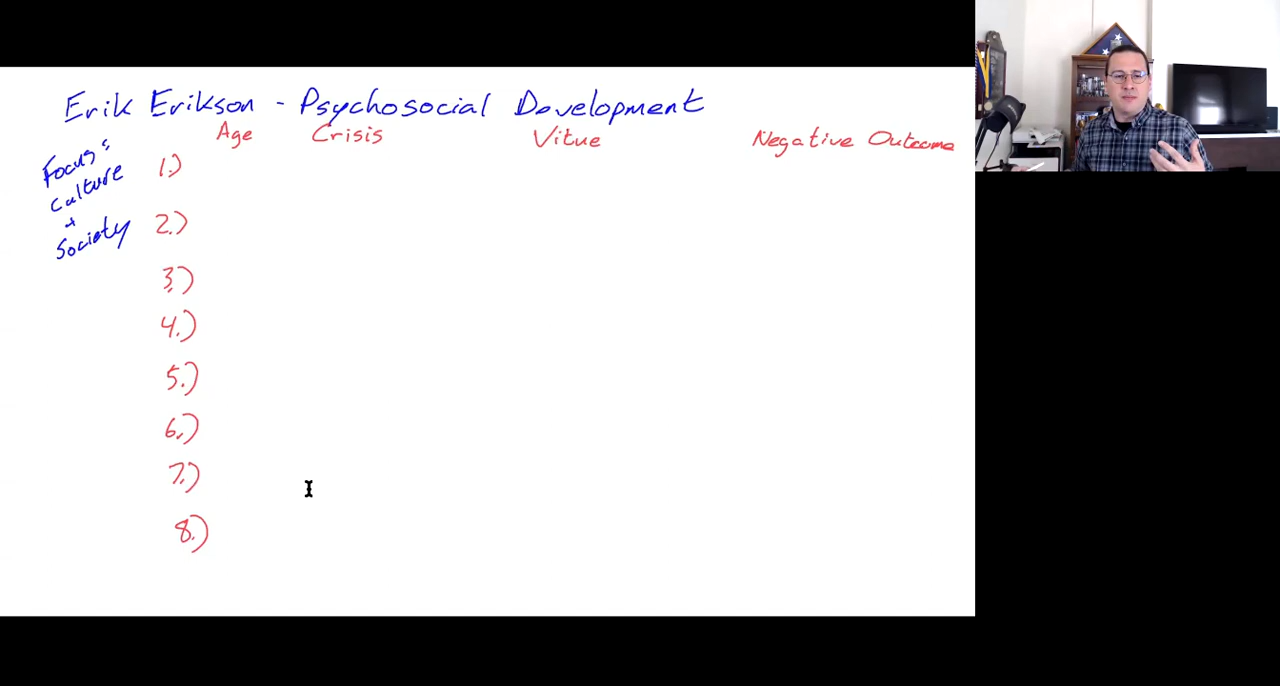 Erik Erikson - Psychosocial Development
Age Crisis Vitue Negative Outcome
Focus:
Culture
+
Society
1.)
2.)
3.)
4.)
5.)
6.)
7.)
8.)